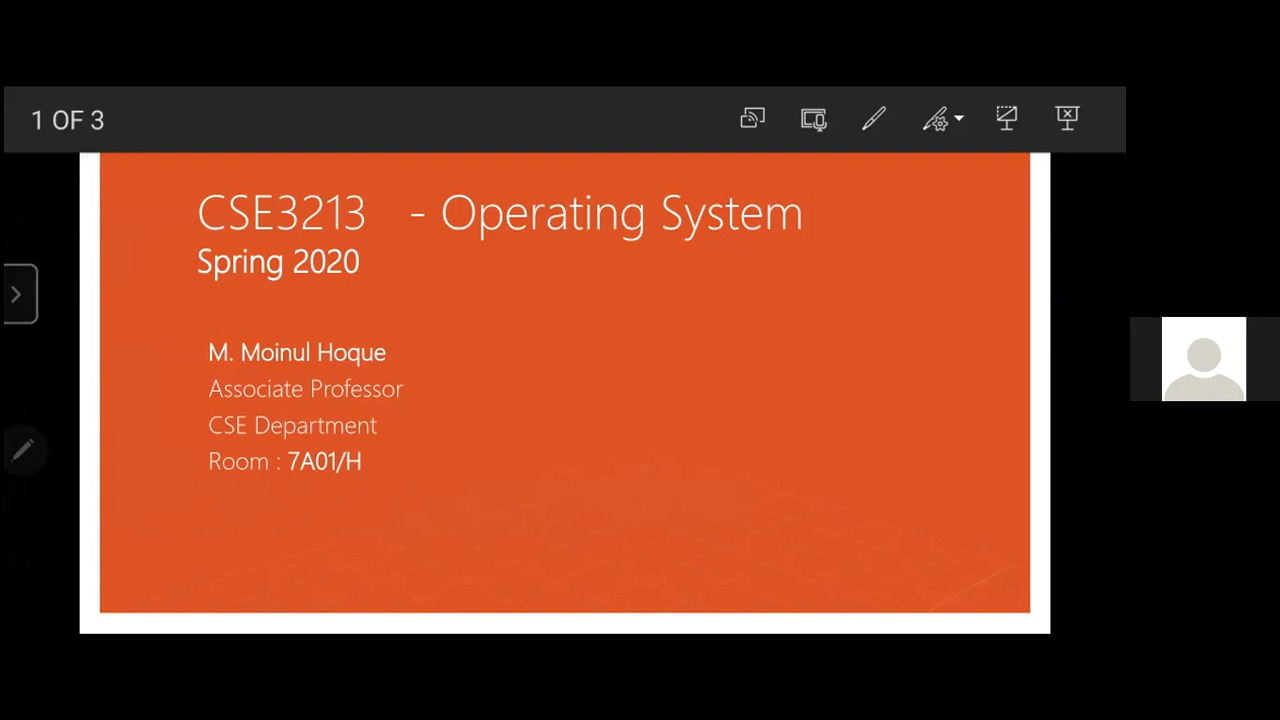 1 OF 3
CSE3213 - Operating System
Spring 2020
M. Moinul Hoque
Associate Professor
CSE Department
Room : 7A01/H